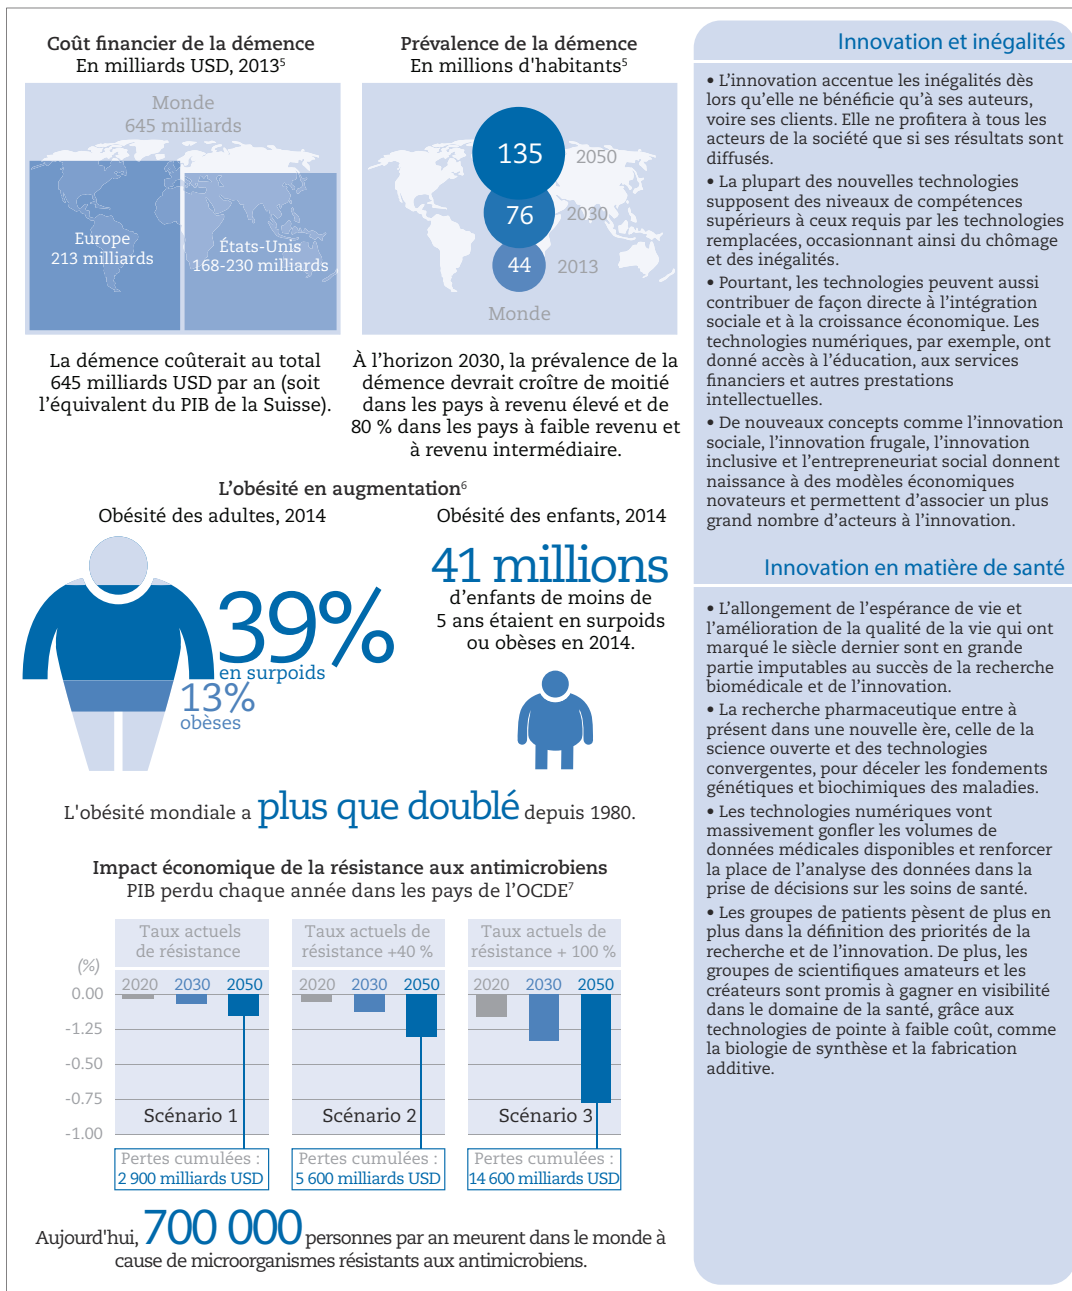 Coût financier de la démence
En milliards USD, 2013⁵
Monde
645 milliards
Europe
213 milliards
États-Unis
168-230 milliards
La démence coûterait au total
645 milliards USD par an (soit
l’équivalent du PIB de la Suisse).
Prévalence de la démence
En millions d'habitants⁵
135
2050
76
2030
44
2013
Monde
À l’horizon 2030, la prévalence de la
démence devrait croître de moitié
dans les pays à revenu élevé et de
80 % dans les pays à faible revenu et
à revenu intermédiaire.
L’obésité en augmentation⁶
Obésité des adultes, 2014
39%
en surpoids
13%
obèses
Obésité des enfants, 2014
41 millions
d’enfants de moins de
5 ans étaient en surpoids
ou obèses en 2014.
L'obésité mondiale a plus que doublé depuis 1980.
Impact économique de la résistance aux antimicrobiens
PIB perdu chaque année dans les pays de l’OCDE⁷
Taux actuels
de résistance
Taux actuels de
résistance +40 %
Taux actuels de
résistance + 100 %
(%)
2020 2030 2050
2020 2030 2050
2020 2030 2050
0.00
-1.25
-0.50
-0.75
-1.00
Scénario 1
Scénario 2
Scénario 3
Pertes cumulées :
2 900 milliards USD
Pertes cumulées :
5 600 milliards USD
Pertes cumulées :
14 600 milliards USD
Aujourd'hui, 700 000 personnes par an meurent dans le monde à
cause de microorganismes résistants aux antimicrobiens.
Innovation et inégalités
• L’innovation accentue les inégalités dès
lors qu’elle ne bénéficie qu’à ses auteurs,
voire ses clients. Elle ne profitera à tous les
acteurs de la société que si ses résultats sont
diffusés.
• La plupart des nouvelles technologies
supposent des niveaux de compétences
supérieurs à ceux requis par les technologies
remplacées, occasionnant ainsi du chômage
et des inégalités.
• Pourtant, les technologies peuvent aussi
contribuer de façon directe à l’intégration
sociale et à la croissance économique. Les
technologies numériques, par exemple, ont
donné accès à l’éducation, aux services
financiers et autres prestations
intellectuelles.
• De nouveaux concepts comme l’innovation
sociale, l’innovation frugale, l’innovation
inclusive et l’entrepreneuriat social donnent
naissance à des modèles économiques
novateurs et permettent d’associer un plus
grand nombre d’acteurs à l’innovation.
Innovation en matière de santé
• L’allongement de l’espérance de vie et
l’amélioration de la qualité de la vie qui ont
marqué le siècle dernier sont en grande
partie imputables au succès de la recherche
biomédicale et de l’innovation.
• La recherche pharmaceutique entre à
présent dans une nouvelle ère, celle de la
science ouverte et des technologies
convergentes, pour déceler les fondements
génétiques et biochimiques des maladies.
• Les technologies numériques vont
massivement gonfler les volumes de
données médicales disponibles et renforcer
la place de l’analyse des données dans la
prise de décisions sur les soins de santé.
• Les groupes de patients pèsent de plus en
plus dans la définition des priorités de la
recherche et de l’innovation. De plus, les
groupes de scientifiques amateurs et les
créateurs sont promis à gagner en visibilité
dans le domaine de la santé, grâce aux
technologies de pointe à faible coût, comme
la biologie de synthèse et la fabrication
additive.